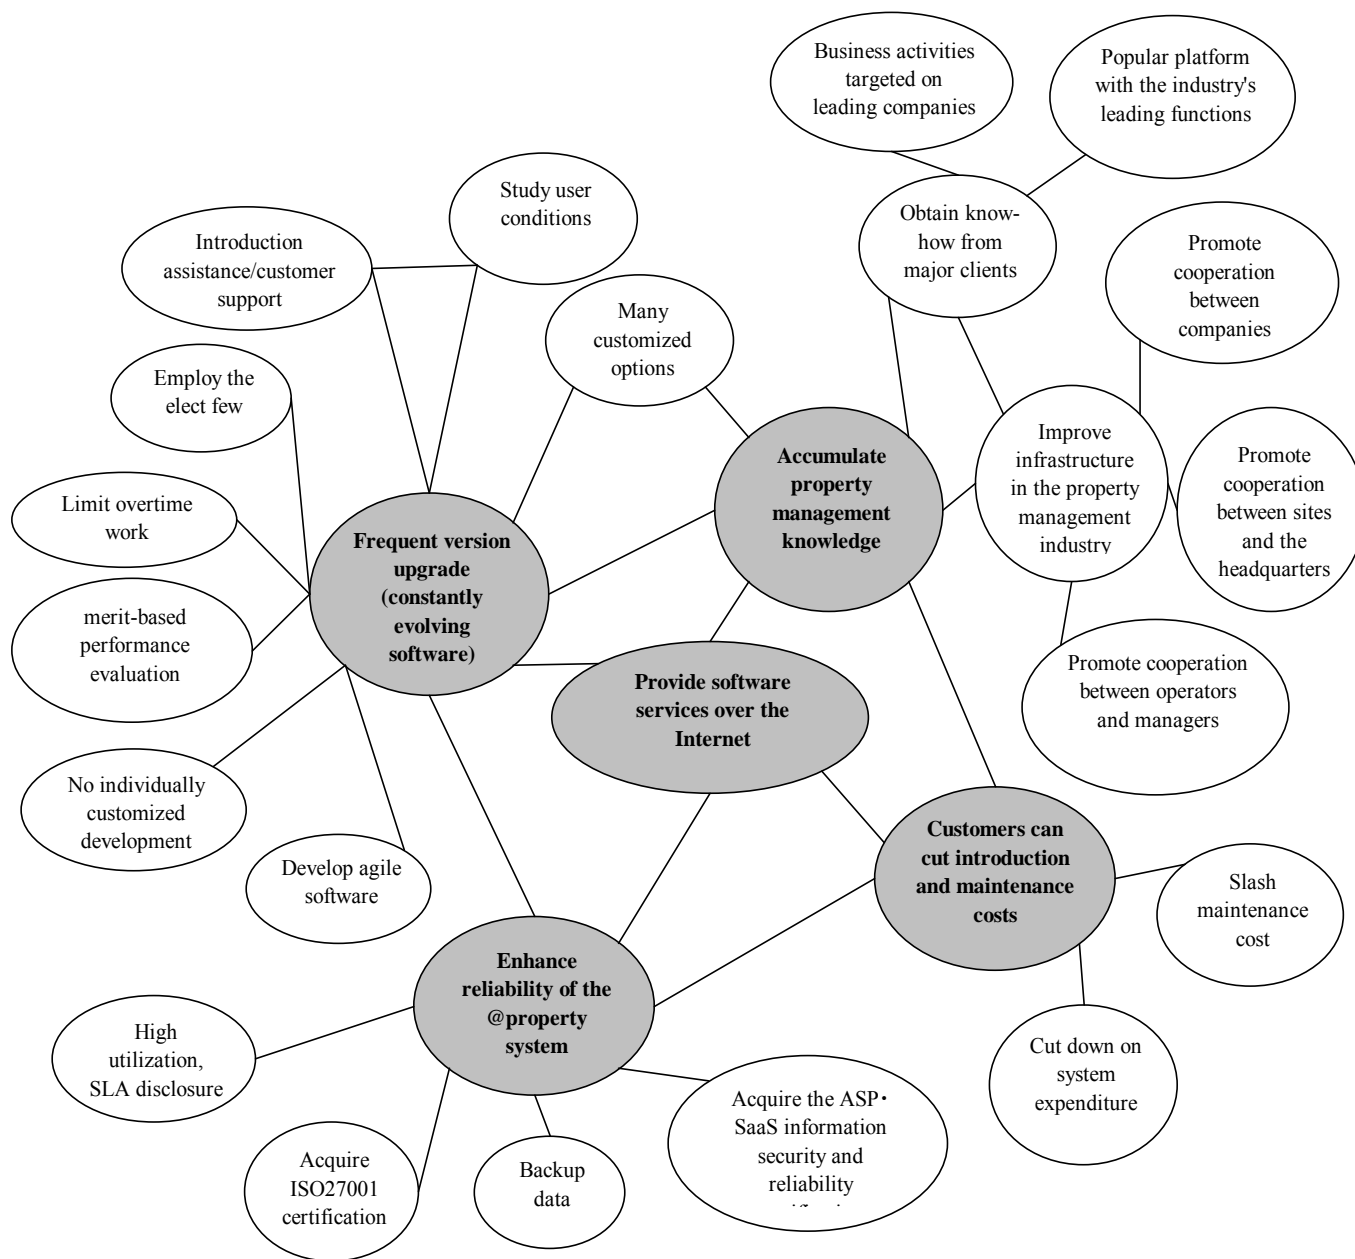 Business activities
targeted on
leading companies
Popular platform
with the industry's
leading functions
Study user
conditions
Introduction
assistance/customer
support
Obtain know-
how from
major clients
Promote
cooperation
between
companies
Many
customized
options
Employ the
elect few
Accumulate
property
management
knowledge
Improve
infrastructure
in the property
management
industry
Promote
cooperation
between sites
and the
headquarters
Limit overtime
work
Frequent version
upgrade
(constantly
evolving
software)
merit-based
performance
evaluation
Provide software
services over the
Internet
Promote cooperation
between operators
and managers
No individually
customized
development
Develop agile
software
Customers can
cut introduction
and maintenance
costs
Slash
maintenance
cost
Enhance
reliability of the
@property
system
High
utilization,
SLA disclosure
Cut down on
system
expenditure
Acquire the ASP・
SaaS information
security and
reliability
Acquire
ISO27001
certification
Backup
data